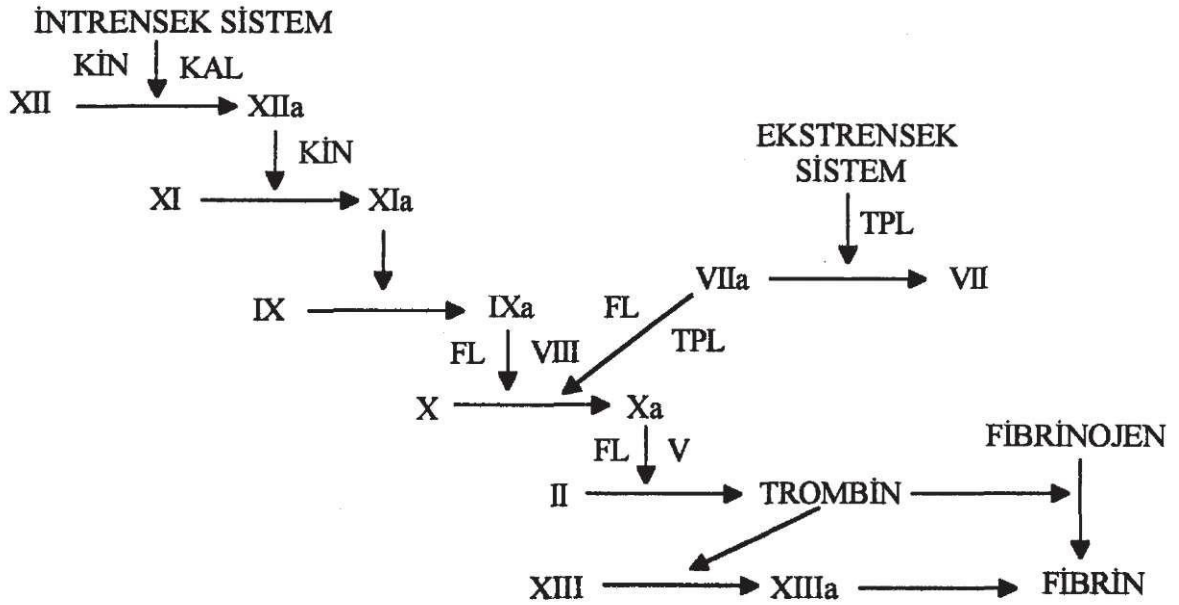 İNTRENSEK SİSTEM
KİN KAL
XII XIIa
KİN
EKSTRENSEK
SİSTEM
XI XIa
TPL
VIIa VII
IX IXa
FL
FL VIII TPL
X Xa
FL V
FİBRİNOJEN
II TROMBİN
XIII XIIIa FİBRİN